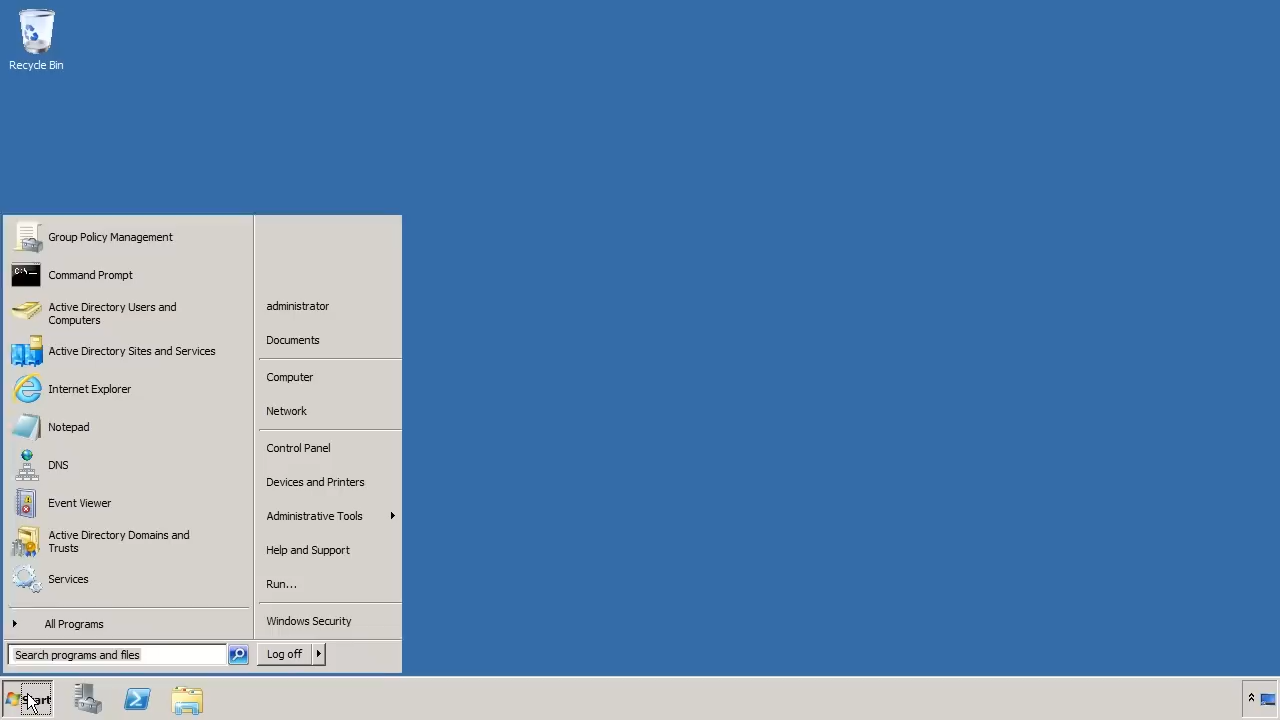 Recycle Bin
Group Policy Management
Command Prompt
Active Directory Users and
Computers
Active Directory Sites and Services
Internet Explorer
Notepad
DNS
Event Viewer
Active Directory Domains and
Trusts
Services
All Programs
Search programs and files
administrator
Documents
Computer
Network
Control Panel
Devices and Printers
Administrative Tools
Help and Support
Run...
Windows Security
Log off
Start